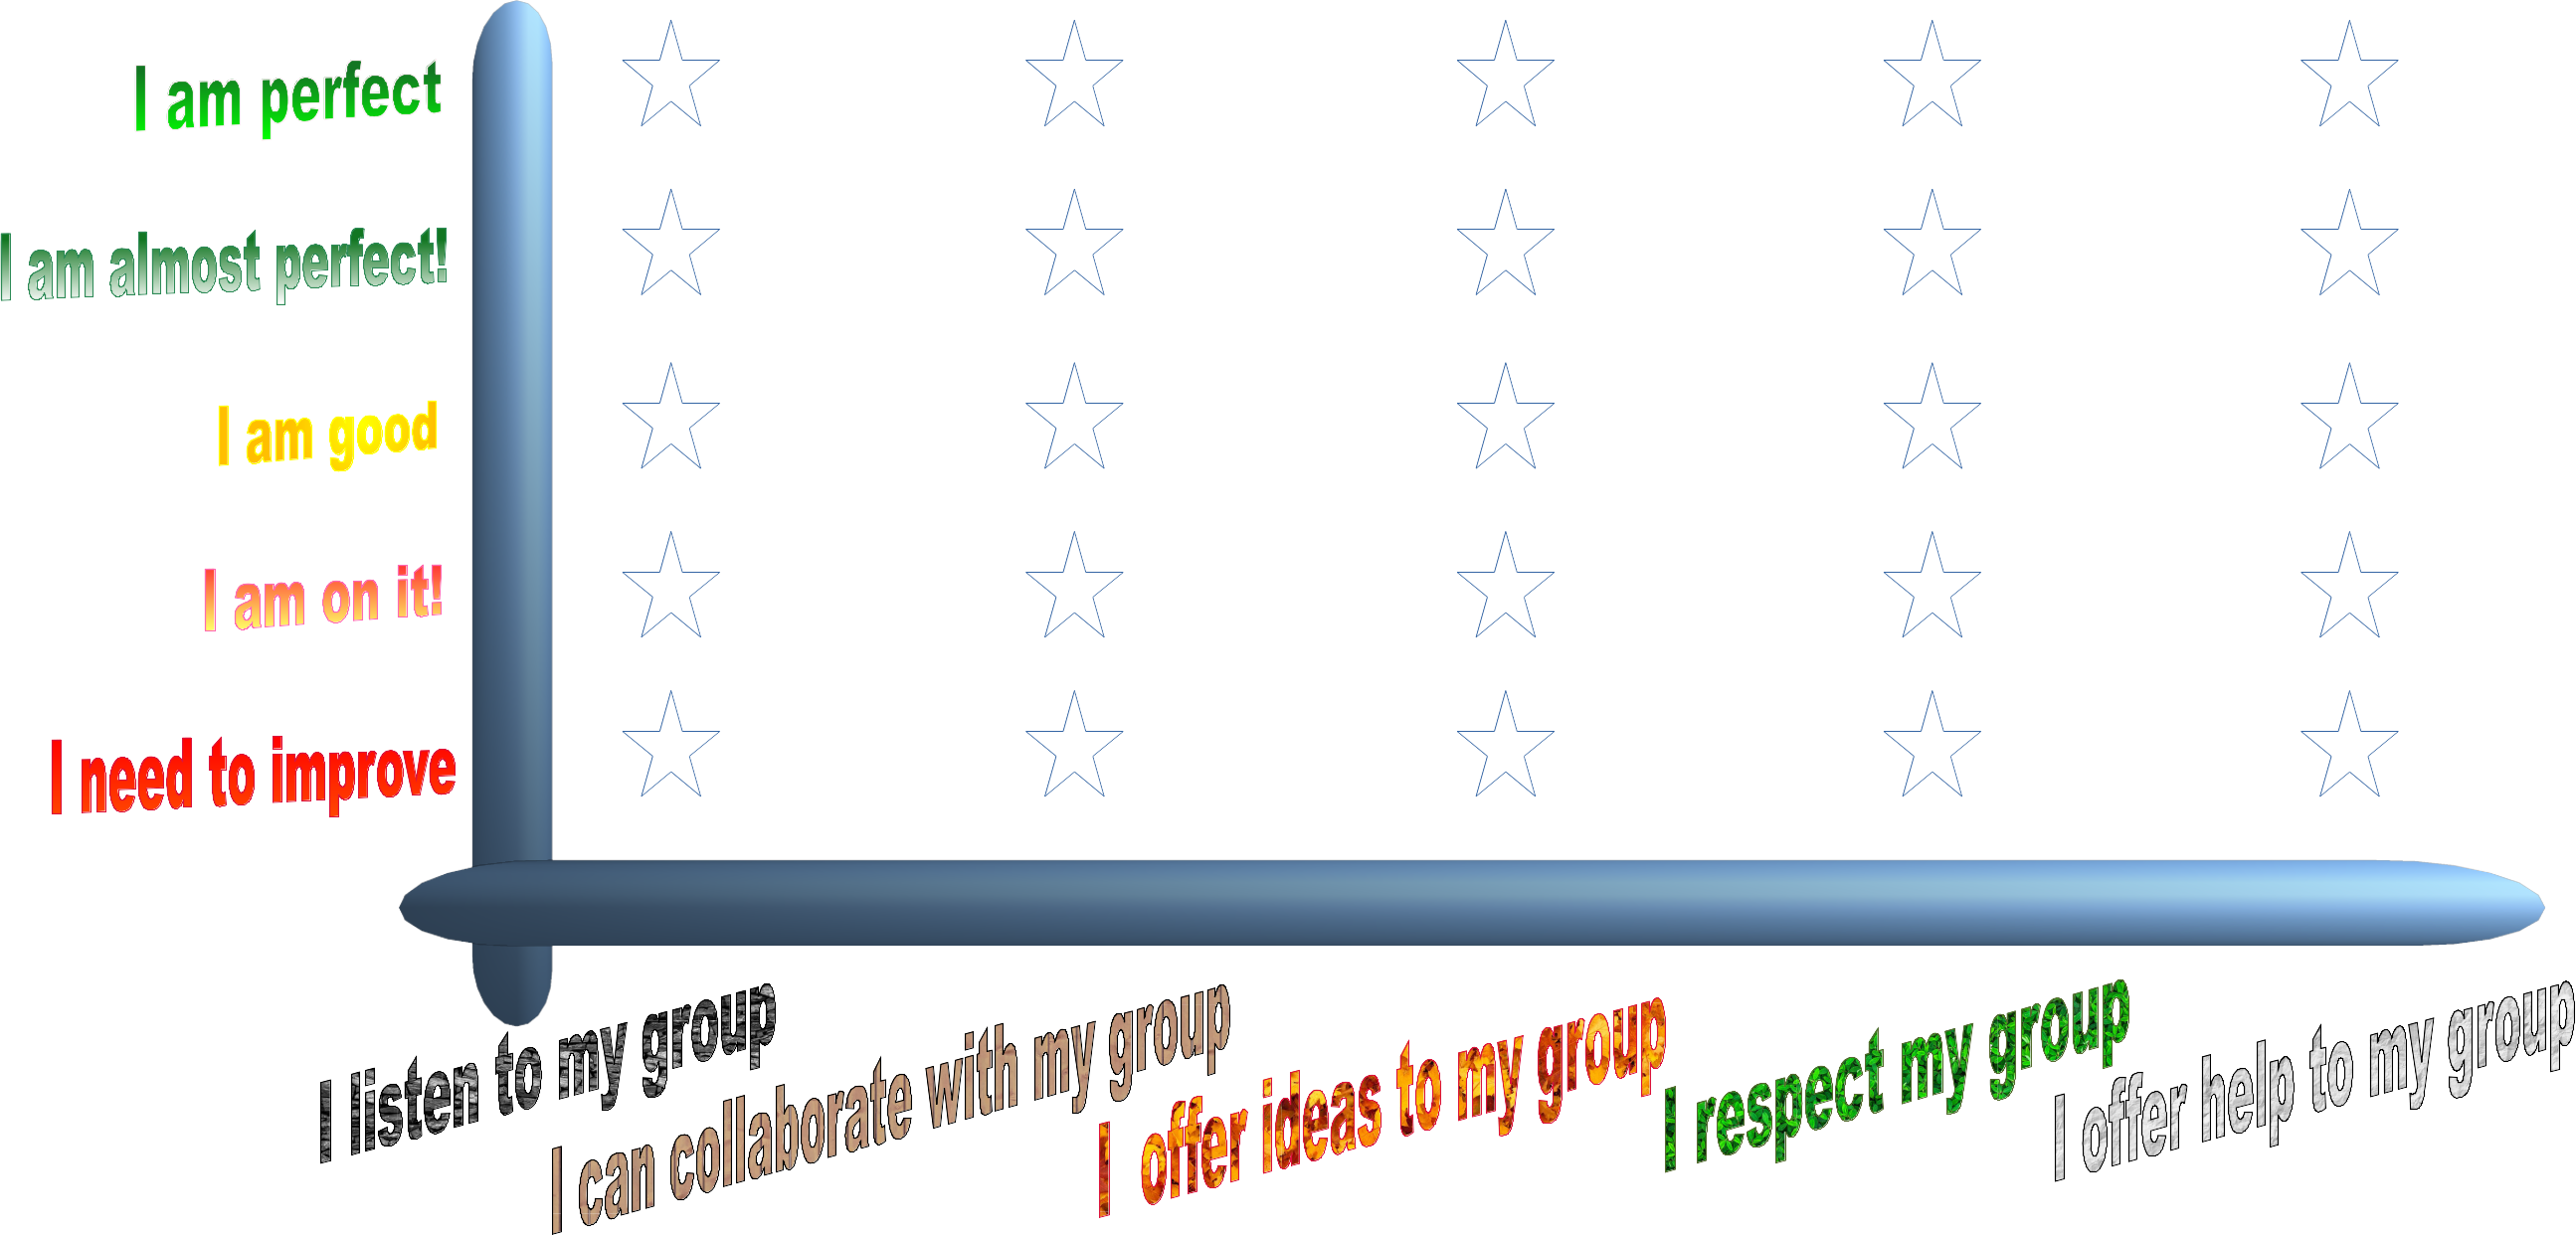 I am perfect
I am almost perfect!
I am good
I am on it!
I need to improve
I listen to my group
I can collaborate with my group
I offer ideas to my group
I respect my group
I offer help to my group